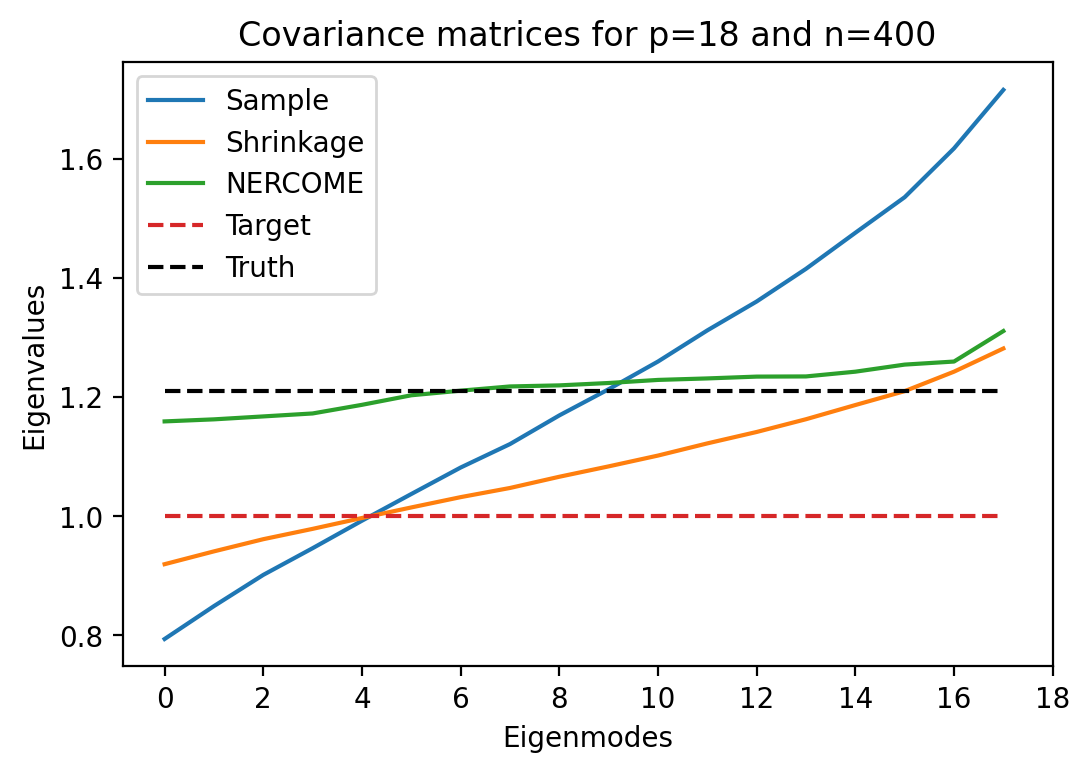 Covariance matrices for p=18 and n=400
Sample
Shrinkage
NERCOME
Target
Truth
Eigenvalues
1.6
1.4
1.2
1.0
0.8
0 2 4 6 8 10 12 14 16 18
Eigenmodes